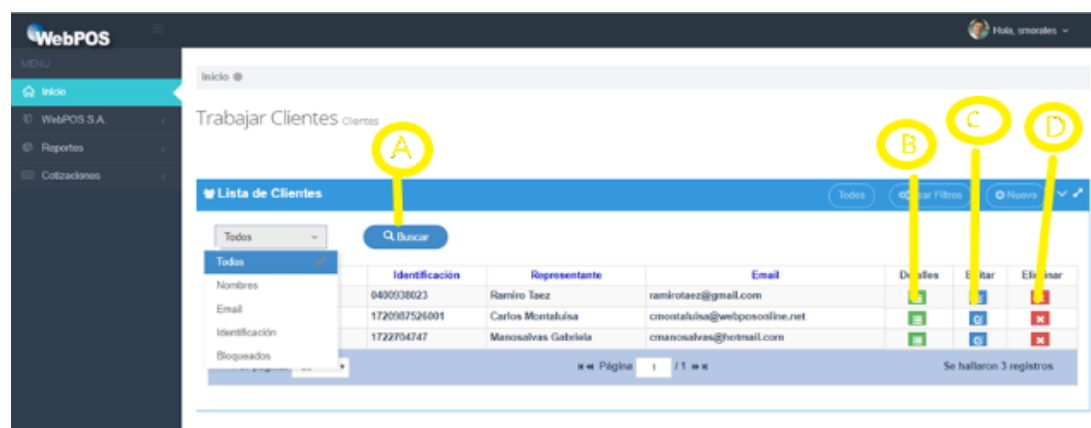 WebPOS
Hola, smorales
MENU
Inicio
Inicio
WebPOS S.A.
Reportes
Cotizaciones
Trabajar Clientes Clientes
A
B
C
D
Lista de Clientes
Todos
Filtros
Nuevo
Todos
Buscar
Todos
Nombres
Email
Identificación
Bloqueados
Identificación Representante Email Detalles Editar Eliminar
0400938023 Ramiro Taez ramirotaez@gmail.com
1720987526001 Carlos Montaluisa cmontaluisa@webposonline.net
1722704747 Manosalvas Gabriela cmanosalvas@hotmail.com
Página 1 / 1
Se hallaron 3 registros